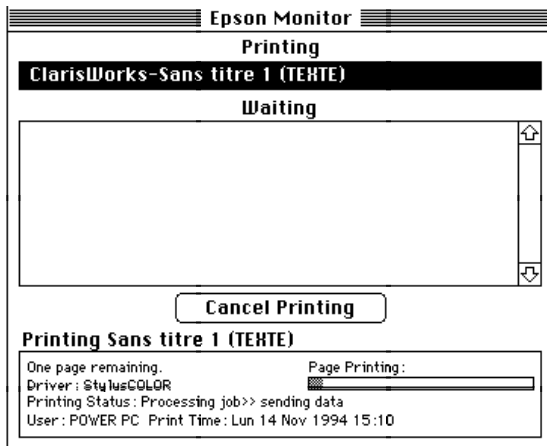 Epson Monitor
Printing
ClarisWorks-Sans titre 1 (TEXTE)
Waiting
Cancel Printing
Printing Sans titre 1 (TEXTE)
One page remaining. Page Printing:
Driver : StylusCOLOR
Printing Status : Processing job>> sending data
User : POWER PC Print Time : Lun 14 Nov 1994 15:10